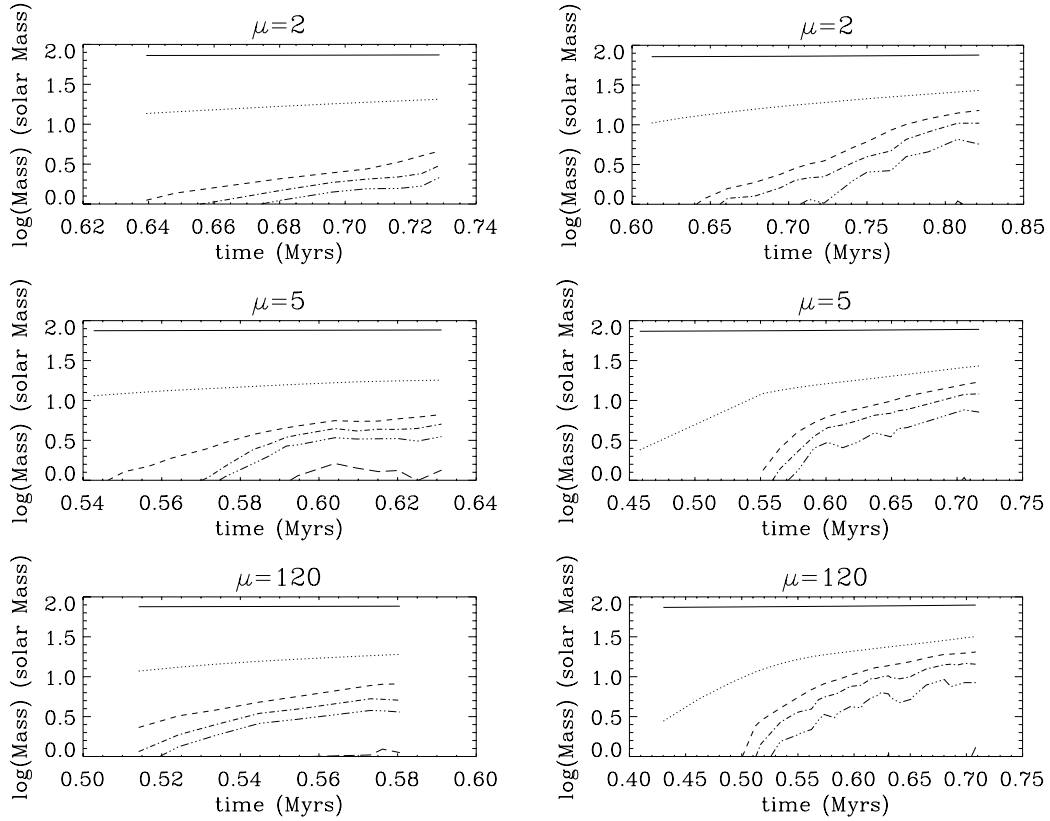 μ=2
log(Mass) (solar Mass)
2.0
1.5
1.0
0.5
0.0
0.62 0.64 0.66 0.68 0.70 0.72 0.74
time (Myrs)
μ=2
log(Mass) (solar Mass)
2.0
1.5
1.0
0.5
0.0
0.60 0.65 0.70 0.75 0.80 0.85
time (Myrs)
μ=5
log(Mass) (solar Mass)
2.0
1.5
1.0
0.5
0.0
0.54 0.56 0.58 0.60 0.62 0.64
time (Myrs)
μ=5
log(Mass) (solar Mass)
2.0
1.5
1.0
0.5
0.0
0.45 0.50 0.55 0.60 0.65 0.70 0.75
time (Myrs)
μ=120
log(Mass) (solar Mass)
2.0
1.5
1.0
0.5
0.0
0.50 0.52 0.54 0.56 0.58 0.60
time (Myrs)
μ=120
log(Mass) (solar Mass)
2.0
1.5
1.0
0.5
0.0
0.40 0.45 0.50 0.55 0.60 0.65 0.70 0.75
time (Myrs)